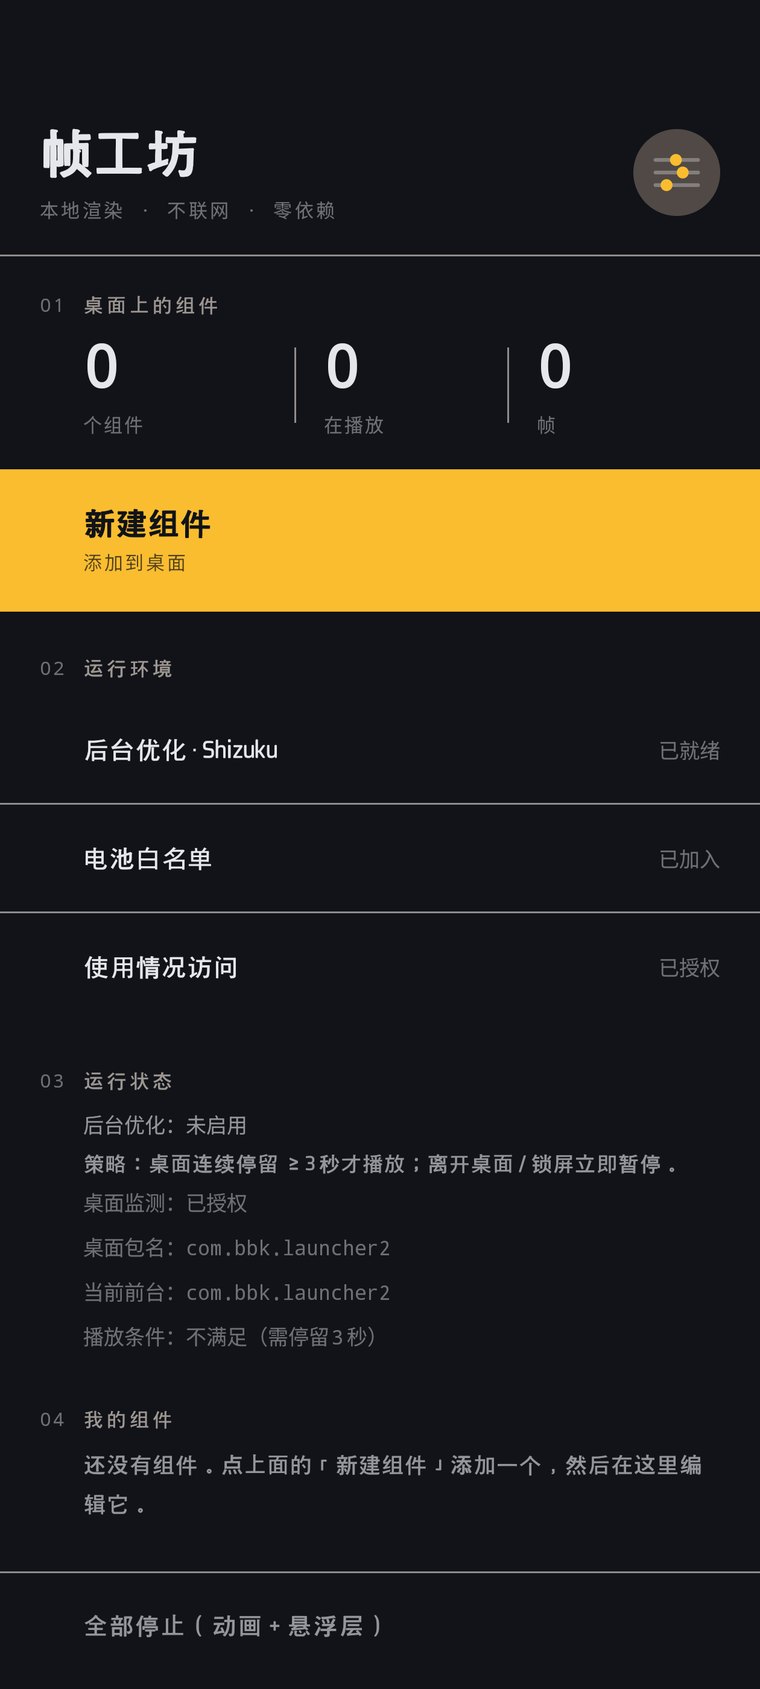 帧工坊
本地渲染 · 不联网 · 零依赖
01 桌面上的组件
0 0 0
个组件 在播放 帧
新建组件
添加到桌面
02 运行环境
后台优化 · Shizuku 已就绪
电池白名单 已加入
使用情况访问 已授权
03 运行状态
后台优化：未启用
策略：桌面连续停留 ≥3秒才播放；离开桌面/锁屏立即暂停。
桌面监测：已授权
桌面包名：com.bbk.launcher2
当前前台：com.bbk.launcher2
播放条件：不满足（需停留3秒）
04 我的组件
还没有组件。点上面的「新建组件」添加一个，然后在这里编
辑它。
全部停止（动画+悬浮层）